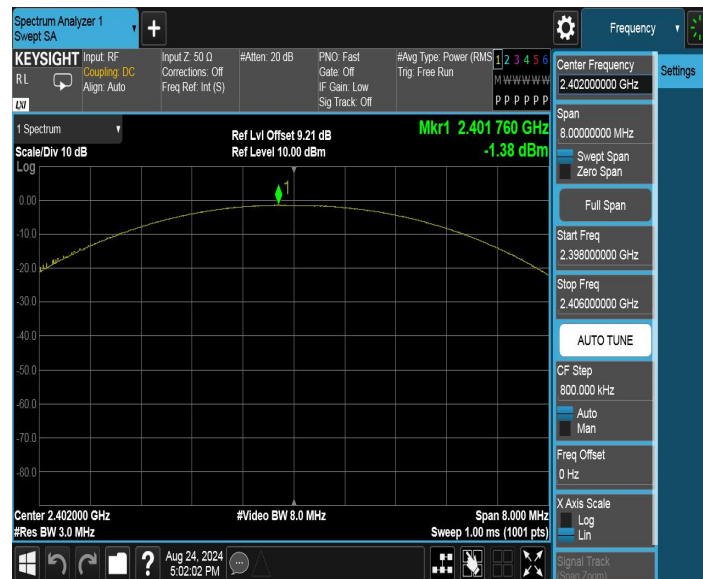 Spectrum Analyzer 1
Swept SA
Frequency
KEYSIGHT
RL
LXI
Input: RF
Coupling: DC
Align: Auto
Input Z: 50 Ω
Corrections: Off
Freq Ref: Int (S)
#Atten: 20 dB
PNO: Fast
Gate: Off
IF Gain: Low
Sig Track: Off
#Avg Type: Power (RMS
Trig: Free Run
1 2 3 4 5 6
M W W W W W
P P P P P P
1 Spectrum
Scale/Div 10 dB
Log
Ref Lvl Offset 9.21 dB
Ref Level 10.00 dBm
Mkr1 2.401 760 GHz
-1.38 dBm
1
0.00
-10.0
-20.0
-30.0
-40.0
-50.0
-60.0
-70.0
-80.0
Center 2.402000 GHz
#Res BW 3.0 MHz
#Video BW 8.0 MHz
Span 8.000 MHz
Sweep 1.00 ms (1001 pts)
Aug 24, 2024
5:02:02 PM
Center Frequency
2.402000000 GHz
Settings
Span
8.00000000 MHz
Swept Span
Zero Span
Full Span
Start Freq
2.398000000 GHz
Stop Freq
2.406000000 GHz
AUTO TUNE
CF Step
800.000 kHz
Auto
Man
Freq Offset
0 Hz
X Axis Scale
Log
Lin
Signal Track
(Span Zoom)